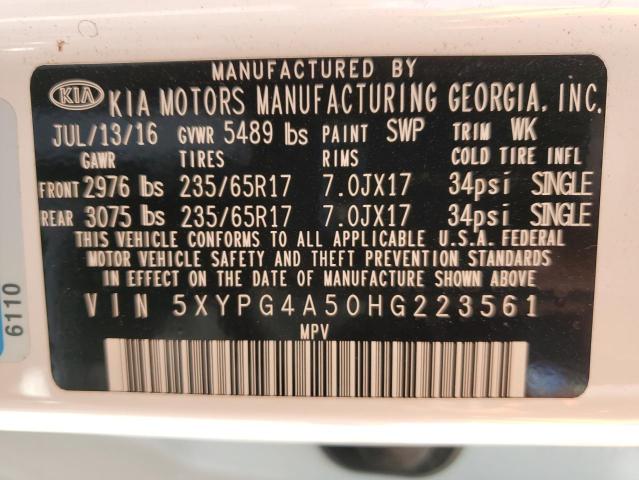 MANUFACTURED BY
KIA KIA MOTORS MANUFACTURING GEORGIA, INC.
JUL/13/16 GVWR 5489 lbs PAINT SWP TRIM WK
GAWR TIRES RIMS COLD TIRE INFL
FRONT 2976 lbs 235/65R17 7.0JX17 34psi SINGLE
REAR 3075 lbs 235/65R17 7.0JX17 34psi SINGLE
THIS VEHICLE CONFORMS TO ALL APPLICABLE U.S.A. FEDERAL
MOTOR VEHICLE SAFETY AND THEFT PREVENTION STANDARDS
IN EFFECT ON THE DATE OF MANUFACTURE SHOWN ABOVE.
VIN 5XYPG4A50HG223561
MPV
6110